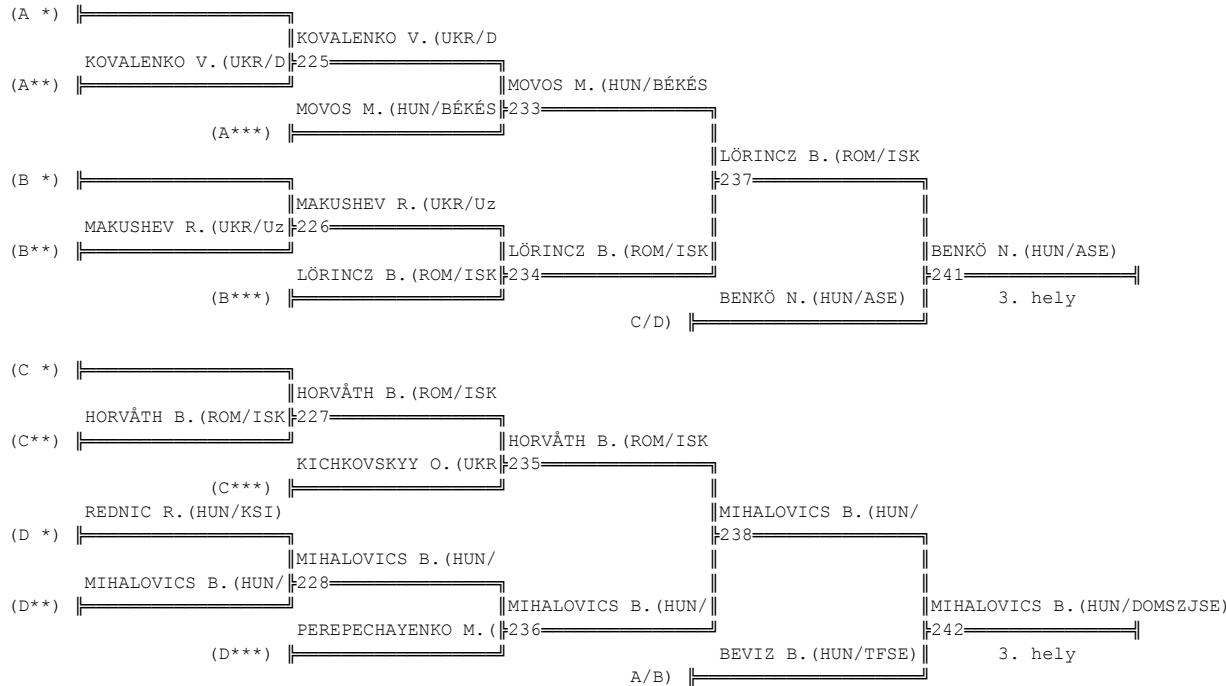 (A *)
KOVALENKO V.(UKR/D
KOVALENKO V.(UKR/D 225
(A**)
MOVOS M.(HUN/BÉKÉS
MOVOS M.(HUN/BÉKÉS 233
(A***)
LÖRINCZ B.(ROM/ISK
(B *) 237
MAKUSHEV R.(UKR/Uz
MAKUSHEV R.(UKR/Uz 226
(B**) LÖRINCZ B.(ROM/ISK BENKÖ N.(HUN/ASE)
LÖRINCZ B.(ROM/ISK 234 241
(B***) BENKÖ N.(HUN/ASE) 3. hely
C/D)
(C *)
HORVÅTH B.(ROM/ISK
HORVÅTH B.(ROM/ISK 227
(C**) HORVÅTH B.(ROM/ISK
KICHKOVSKYY O.(UKR 235
(C***)
REDNIC R.(HUN/KSI) MIHALOVICS B.(HUN/
(D *) 238
MIHALOVICS B.(HUN/
MIHALOVICS B.(HUN/ 228
(D**) MIHALOVICS B.(HUN/ MIHALOVICS B.(HUN/DOMSZJSE)
PEREPECHAYENKO M.( 236 242
(D***) BEVIZ B.(HUN/TFSE) 3. hely
A/B)